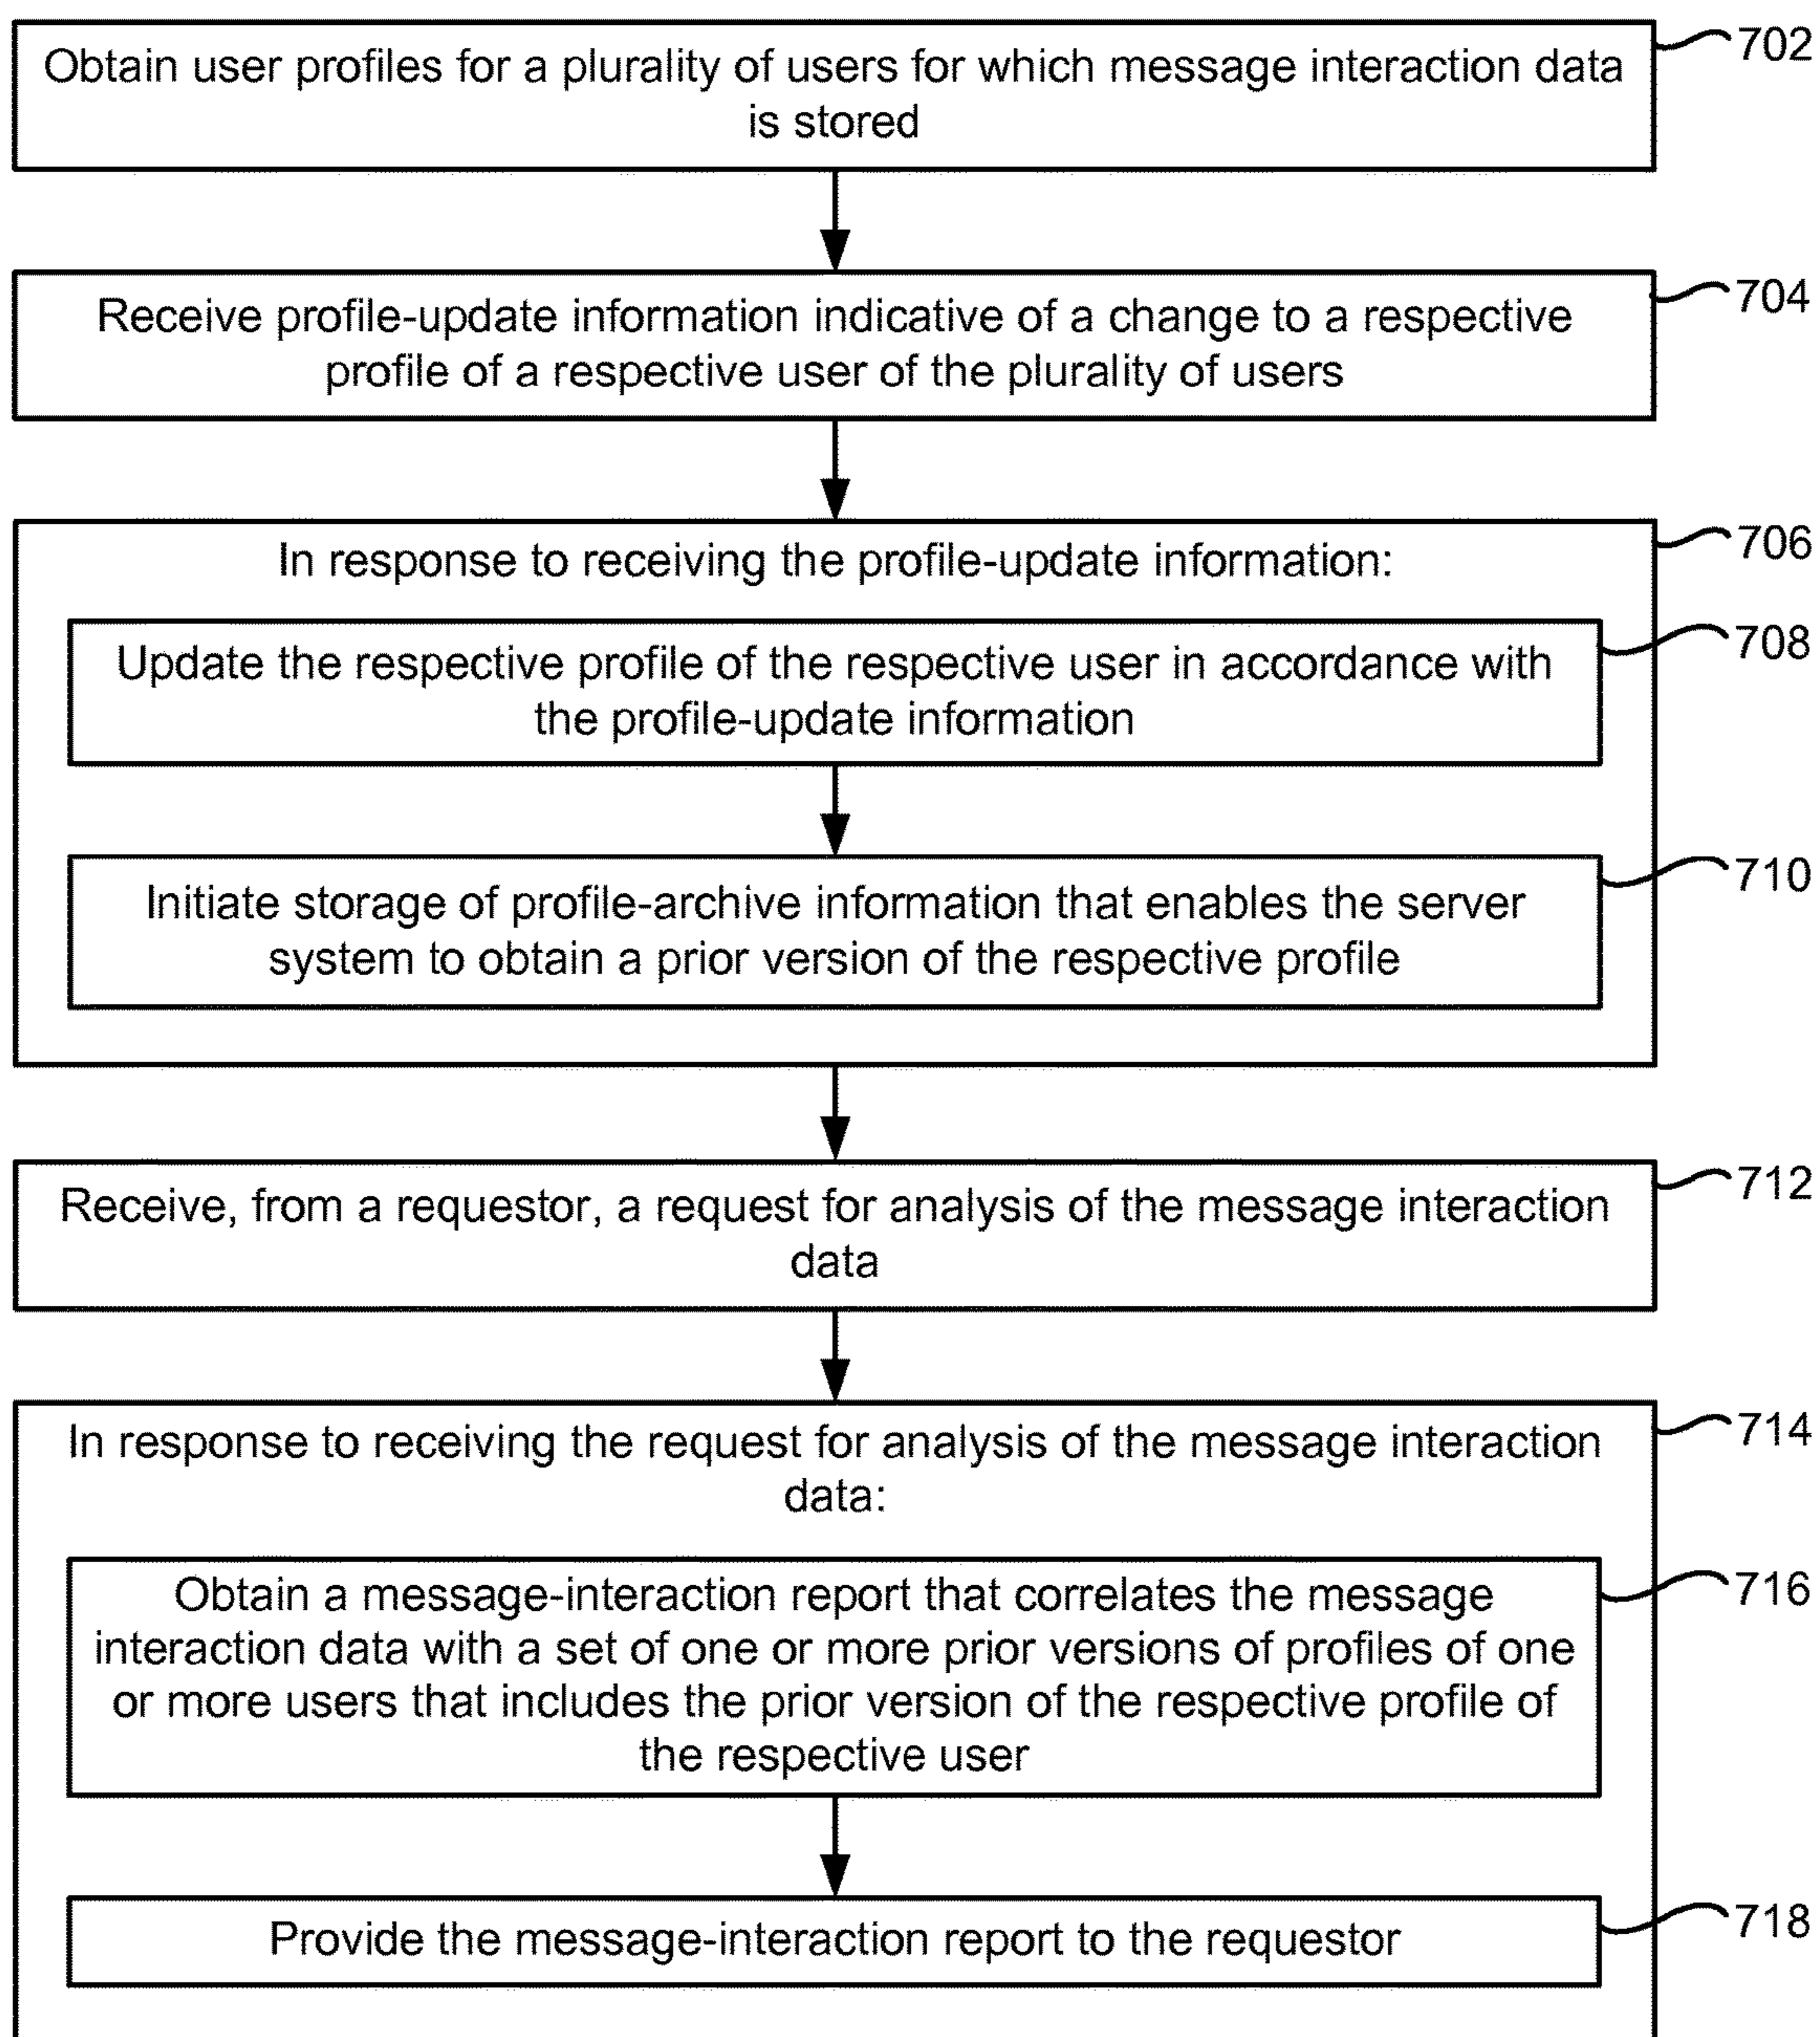 Obtain user profiles for a plurality of users for which message interaction data
is stored
702
Receive profile-update information indicative of a change to a respective
profile of a respective user of the plurality of users
704
In response to receiving the profile-update information:
706
Update the respective profile of the respective user in accordance with
the profile-update information
708
Initiate storage of profile-archive information that enables the server
system to obtain a prior version of the respective profile
710
Receive, from a requestor, a request for analysis of the message interaction
data
712
In response to receiving the request for analysis of the message interaction
data:
714
Obtain a message-interaction report that correlates the message
interaction data with a set of one or more prior versions of profiles of one
or more users that includes the prior version of the respective profile of
the respective user
716
Provide the message-interaction report to the requestor
718